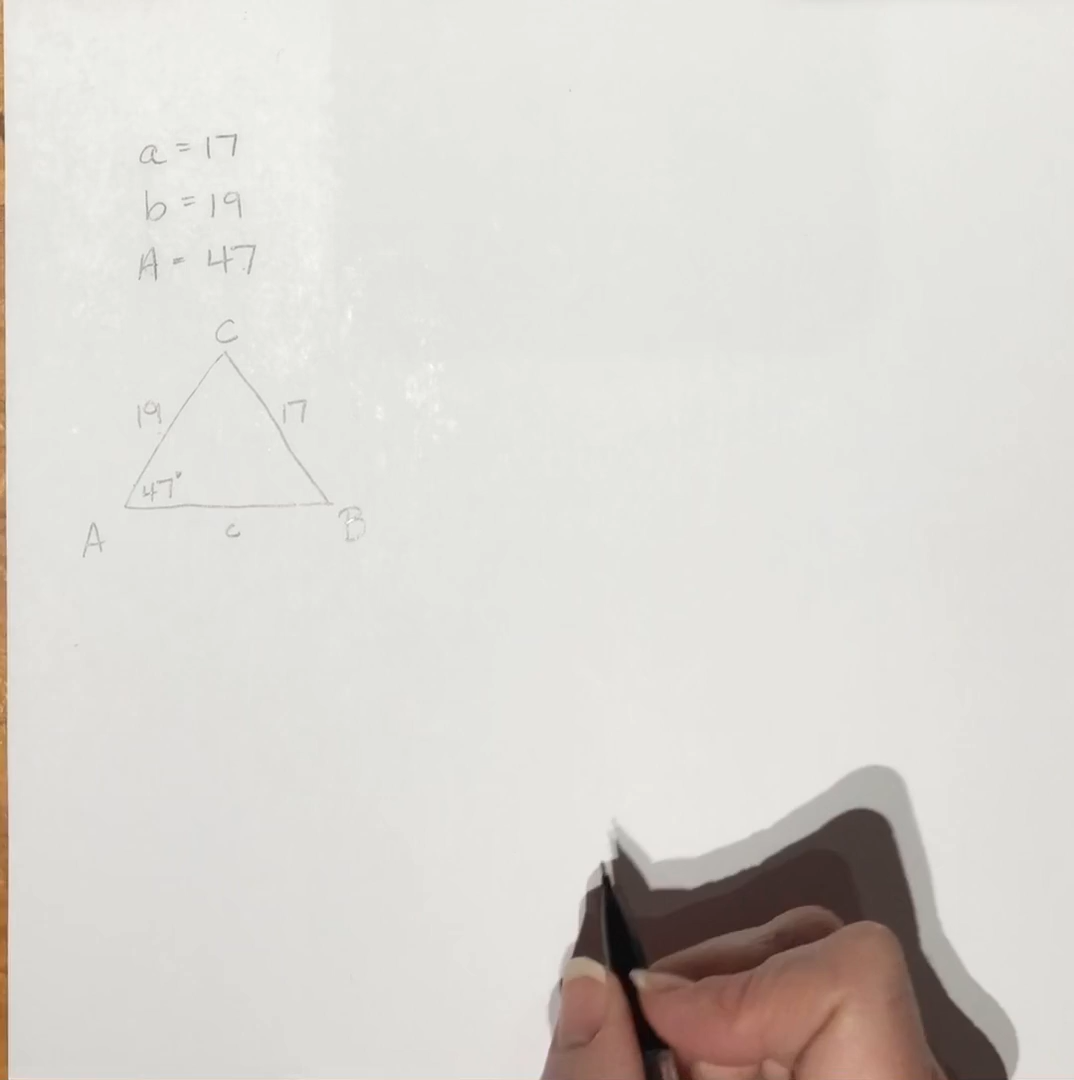 a = 17
b = 19
A = 47
C
19 17
47°
A c B